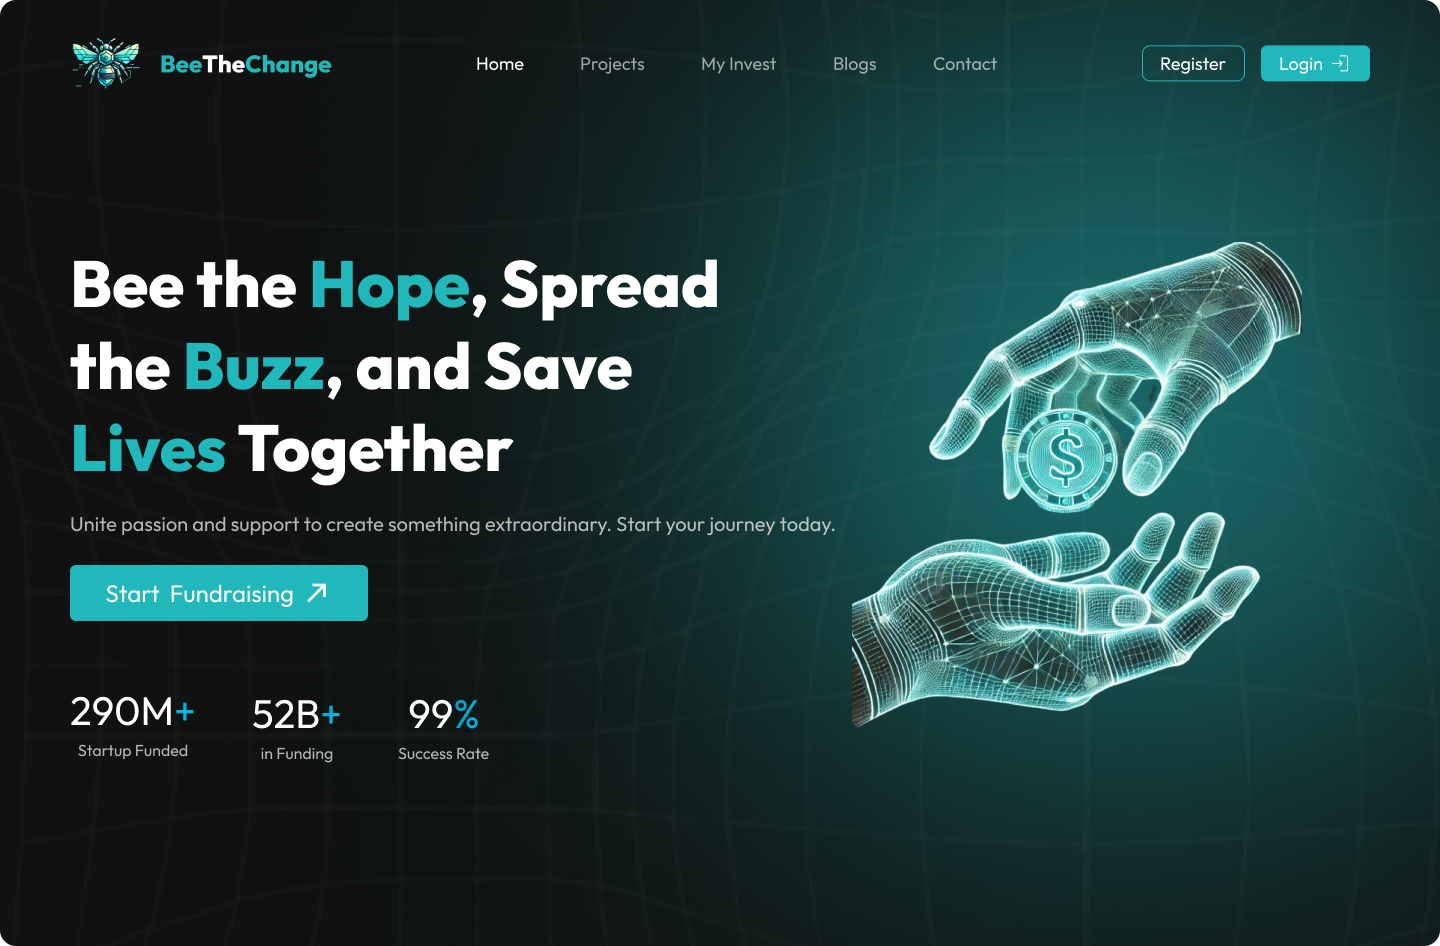 BeeTheChange
Home
Projects
My Invest
Blogs
Contact
Register
Login
Bee the Hope, Spread
the Buzz, and Save
Lives Together
Unite passion and support to create something extraordinary. Start your journey today.
Start Fundraising
290M+
Startup Funded
52B+
in Funding
99%
Success Rate
$